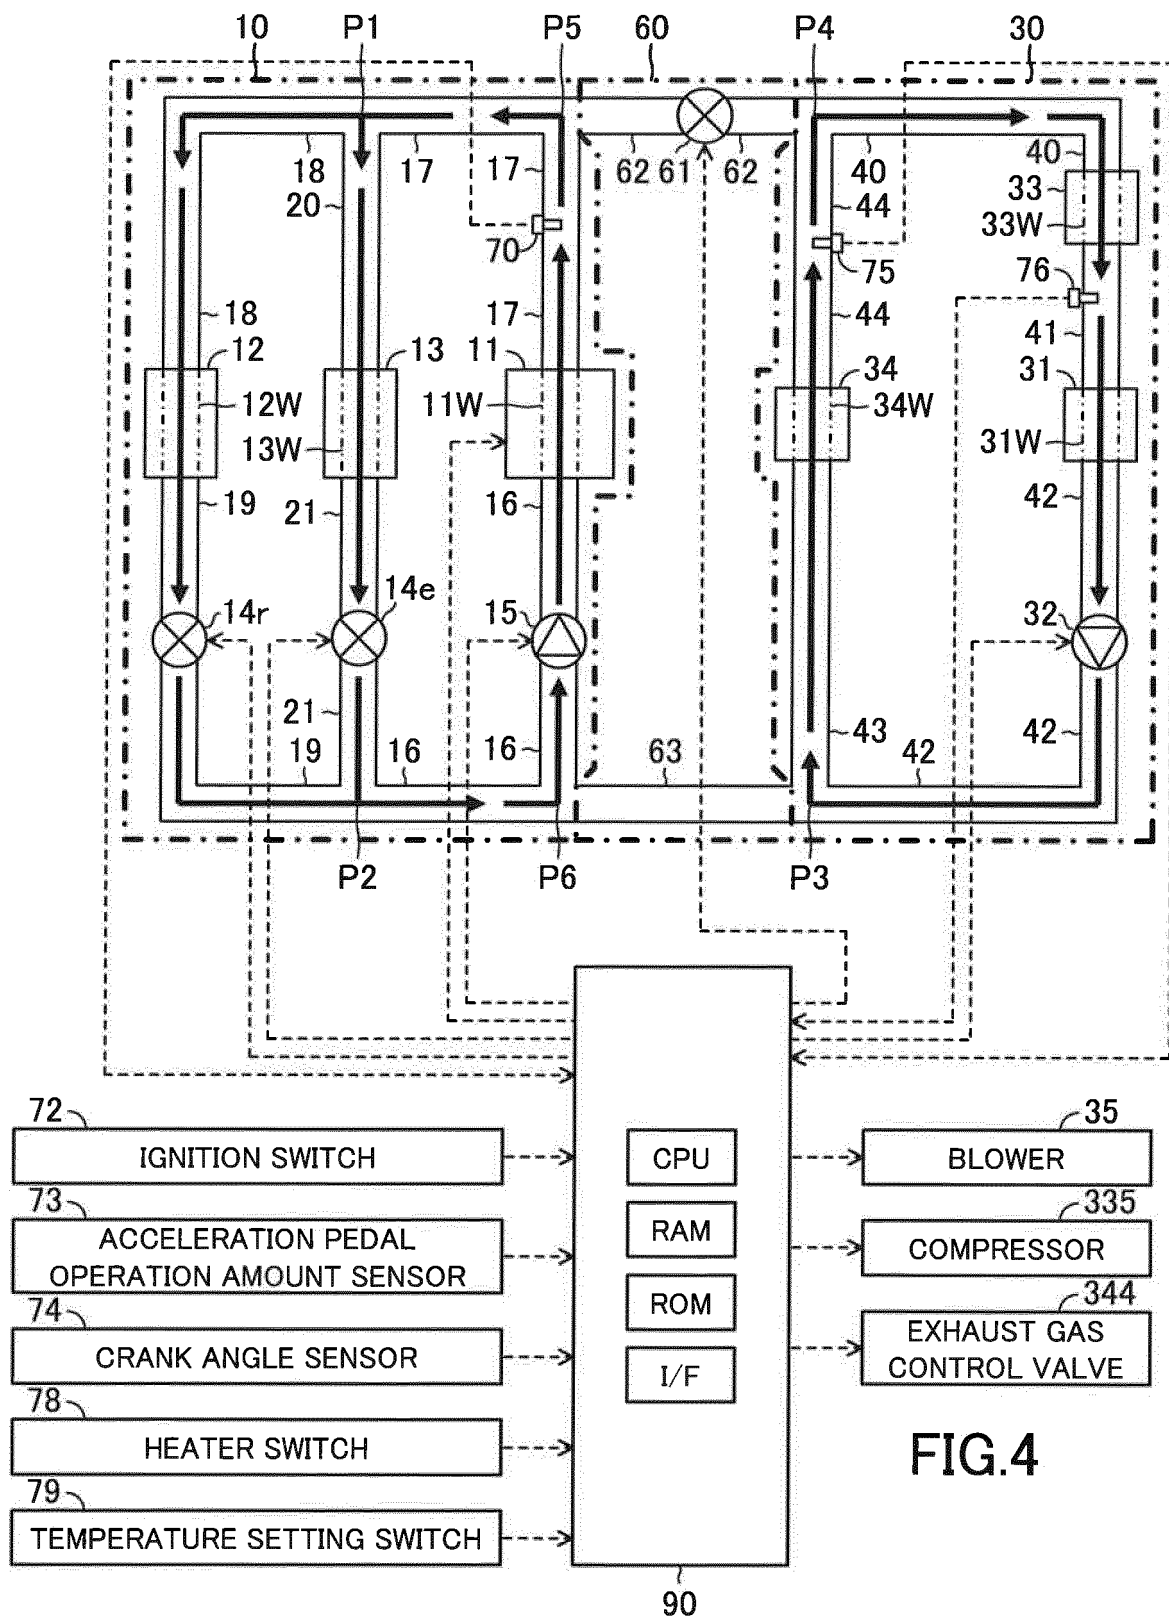 10 P1 P5 60 P4 30
18 17 17 62 61 62 40 40
20 44 33
33W
70 75 76
18 17 44 41
12 13 11 34 31
12W 11W 34W
13W 31W
19 21 16 42
14r 14e 15 32
21 16 43 42
19 16 63 42
P2 P6 P3
72
IGNITION SWITCH
73
ACCELERATION PEDAL
OPERATION AMOUNT SENSOR
74
CRANK ANGLE SENSOR
78
HEATER SWITCH
79
TEMPERATURE SETTING SWITCH
CPU
RAM
ROM
I/F
90
35
BLOWER
335
COMPRESSOR
344
EXHAUST GAS
CONTROL VALVE
FIG.4